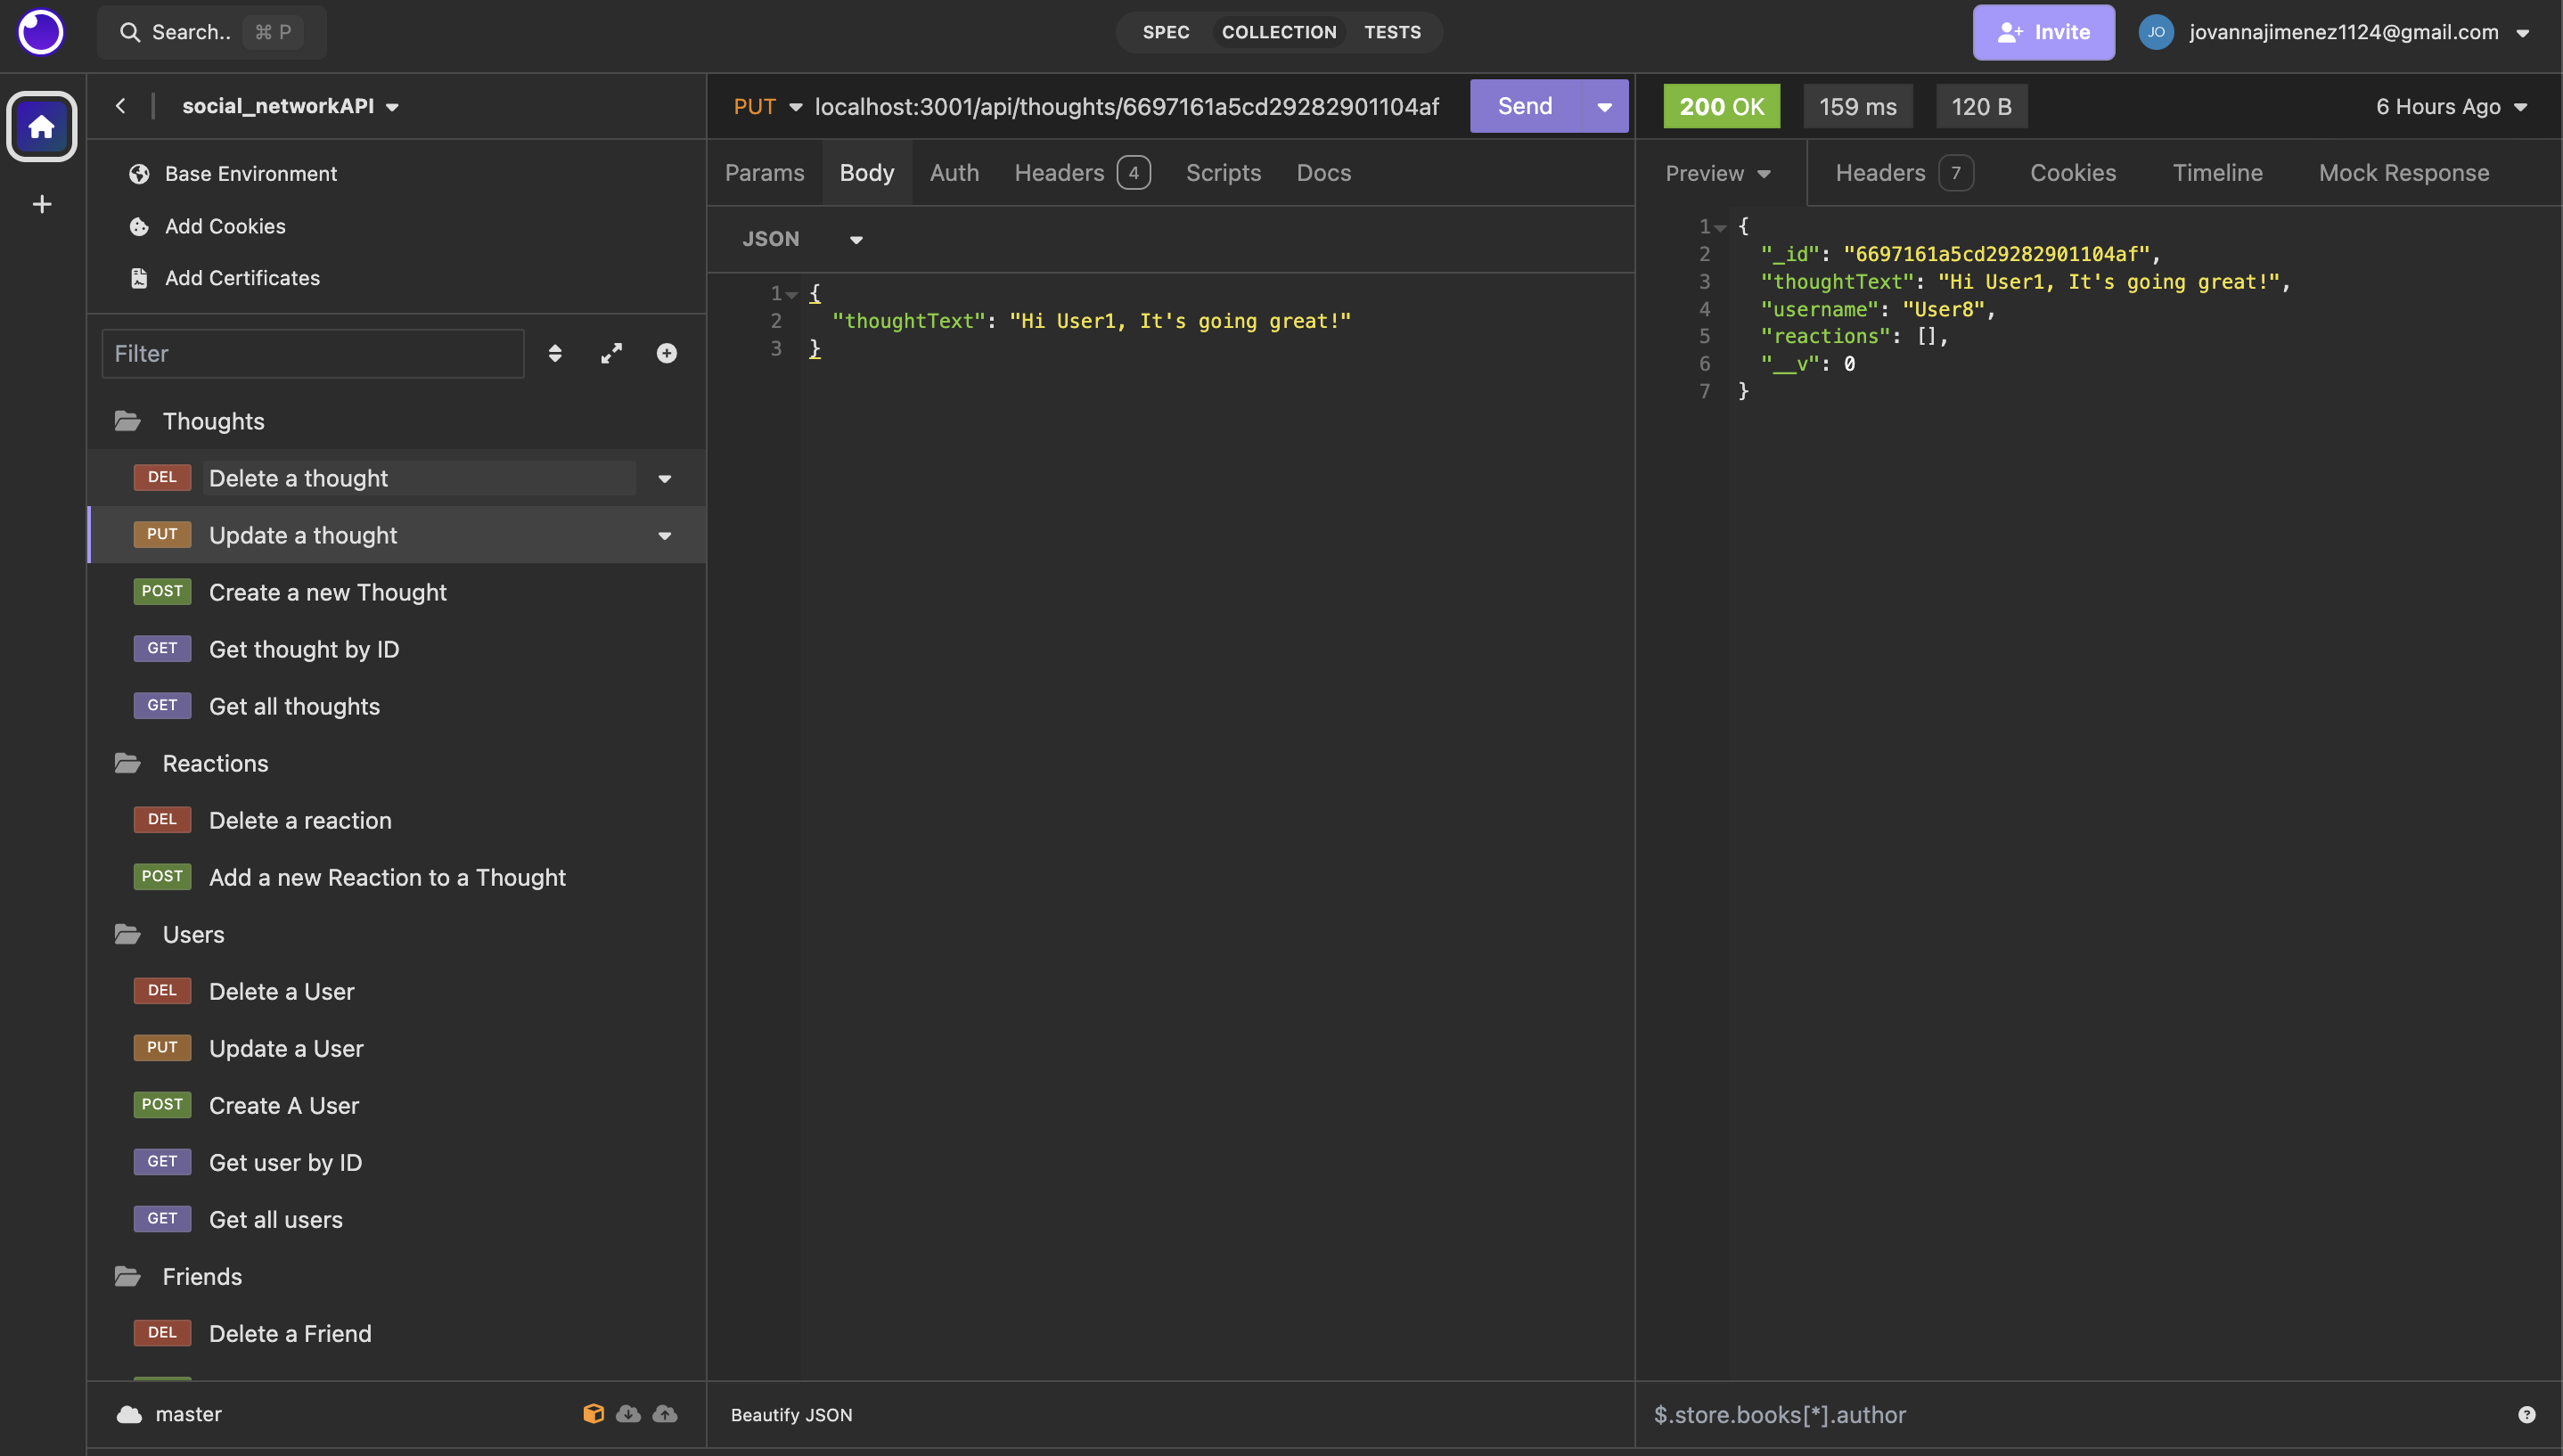 Search.. ⌘ P
SPEC COLLECTION TESTS
Invite
JO jovannajimenez1124@gmail.com
social_networkAPI
Base Environment
Add Cookies
Add Certificates
Filter
Thoughts
DEL Delete a thought
PUT Update a thought
POST Create a new Thought
GET Get thought by ID
GET Get all thoughts
Reactions
DEL Delete a reaction
POST Add a new Reaction to a Thought
Users
DEL Delete a User
PUT Update a User
POST Create A User
GET Get user by ID
GET Get all users
Friends
DEL Delete a Friend
master
PUT localhost:3001/api/thoughts/6697161a5cd29282901104af Send
Params Body Auth Headers 4 Scripts Docs
JSON
1 {
2 "thoughtText": "Hi User1, It's going great!"
3 }
Beautify JSON
200 OK 159 ms 120 B 6 Hours Ago
Preview Headers 7 Cookies Timeline Mock Response
1 {
2 "_id": "6697161a5cd29282901104af",
3 "thoughtText": "Hi User1, It's going great!",
4 "username": "User8",
5 "reactions": [],
6 "__v": 0
7 }
$.store.books[*].author